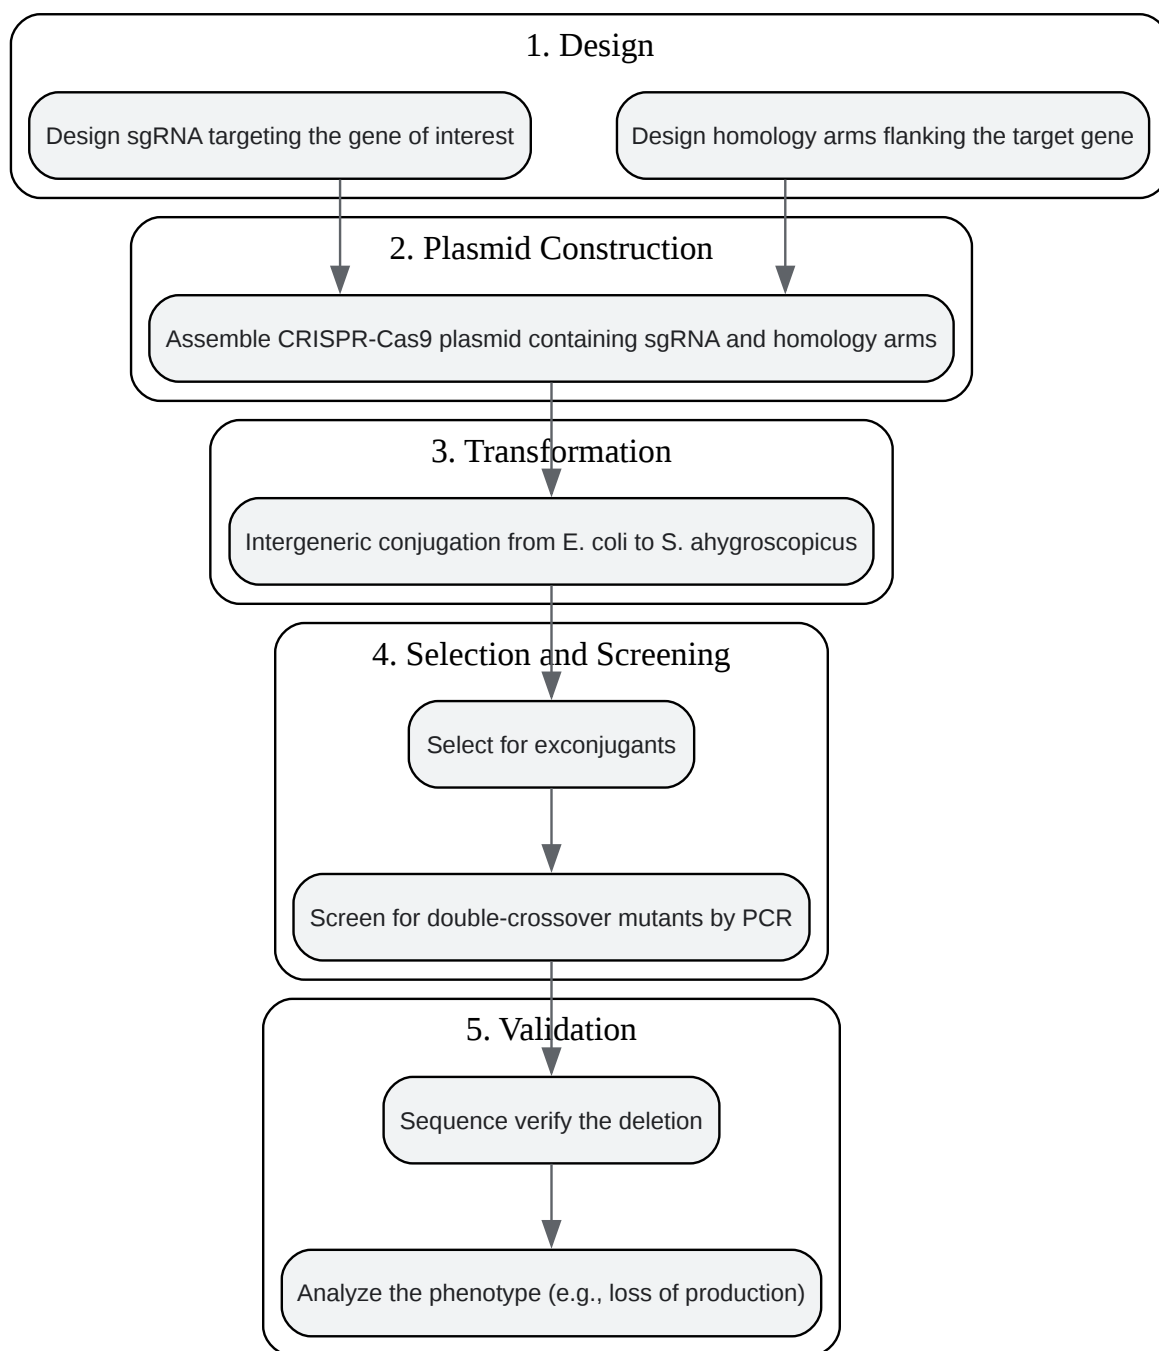 1. Design
Design sgRNA targeting the gene of interest
Design homology arms flanking the target gene
2. Plasmid Construction
Assemble CRISPR-Cas9 plasmid containing sgRNA and homology arms
3. Transformation
Intergeneric conjugation from E. coli to S. ahygroscopicus
4. Selection and Screening
Select for exconjugants
Screen for double-crossover mutants by PCR
5. Validation
Sequence verify the deletion
Analyze the phenotype (e.g., loss of production)